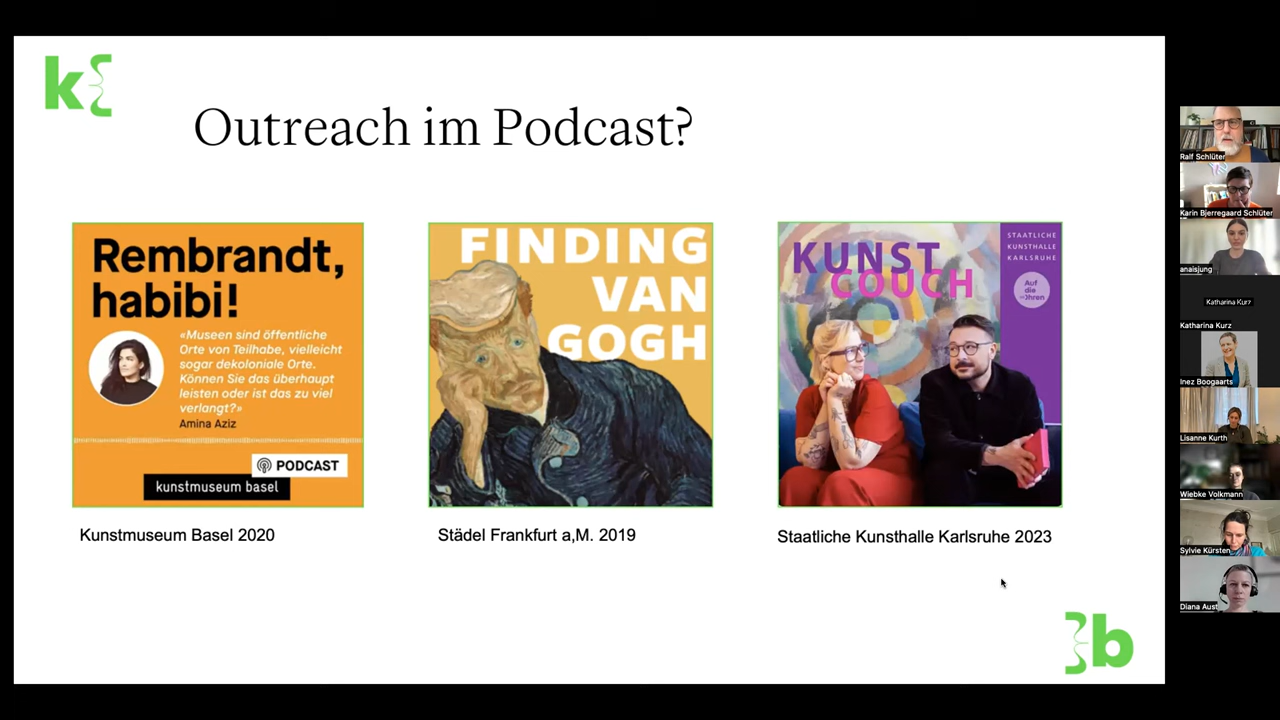 k
Outreach im Podcast?
Rembrandt,
habibi!
«Museen sind öffentliche
Orte von Teilhabe, vielleicht
sogar dekoloniale Orte.
Können Sie das überhaupt
leisten oder ist das zu viel
verlangt?»
Amina Aziz
PODCAST
kunstmuseum basel
Kunstmuseum Basel 2020
FINDING
VAN
GOGH
Städel Frankfurt a,M. 2019
KUNST
COUCH
STAATLICHE
KUNSTHALLE
KARLSRUHE
Auf
die
Ohren
Staatliche Kunsthalle Karlsruhe 2023
b
Ralf Schlüter
Karin Bjerregaard Schlüter
anaisjung
Katharina Kurz
Katharina Kurz
Inez Boogaarts
Lisanne Kurth
Wiebke Volkmann
Sylvie Kürsten
Diana Aust